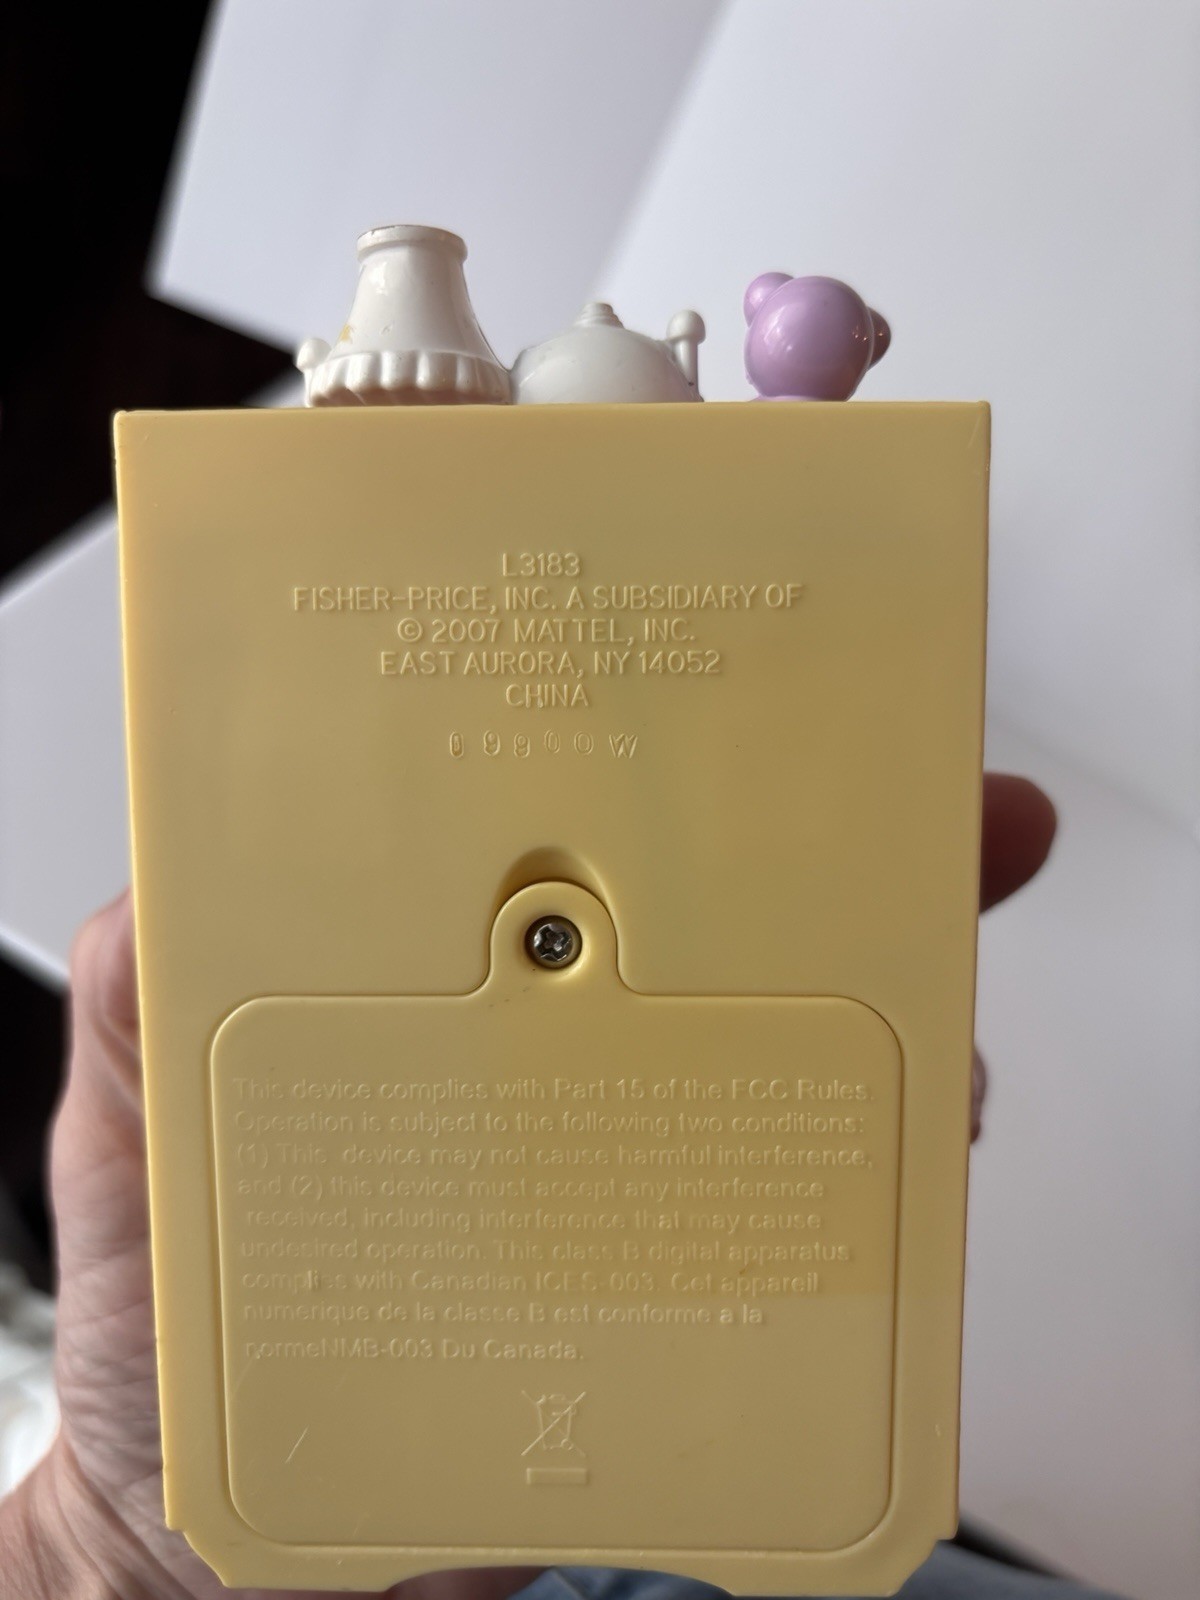 L3183
FISHER-PRICE, INC. A SUBSIDIARY OF
© 2007 MATTEL, INC.
EAST AURORA, NY 14052
CHINA
This device complies with Part 15 of the FCC Rules.
Operation is subject to the following two conditions:
(1) This device may not cause harmful interference,
and (2) this device must accept any interference
received, including interference that may cause
undesired operation. This class B digital apparatus
complies with Canadian ICES-003. Cet appareil
numerique de la classe B est conforme a la
normeNMB-003 Du Canada.